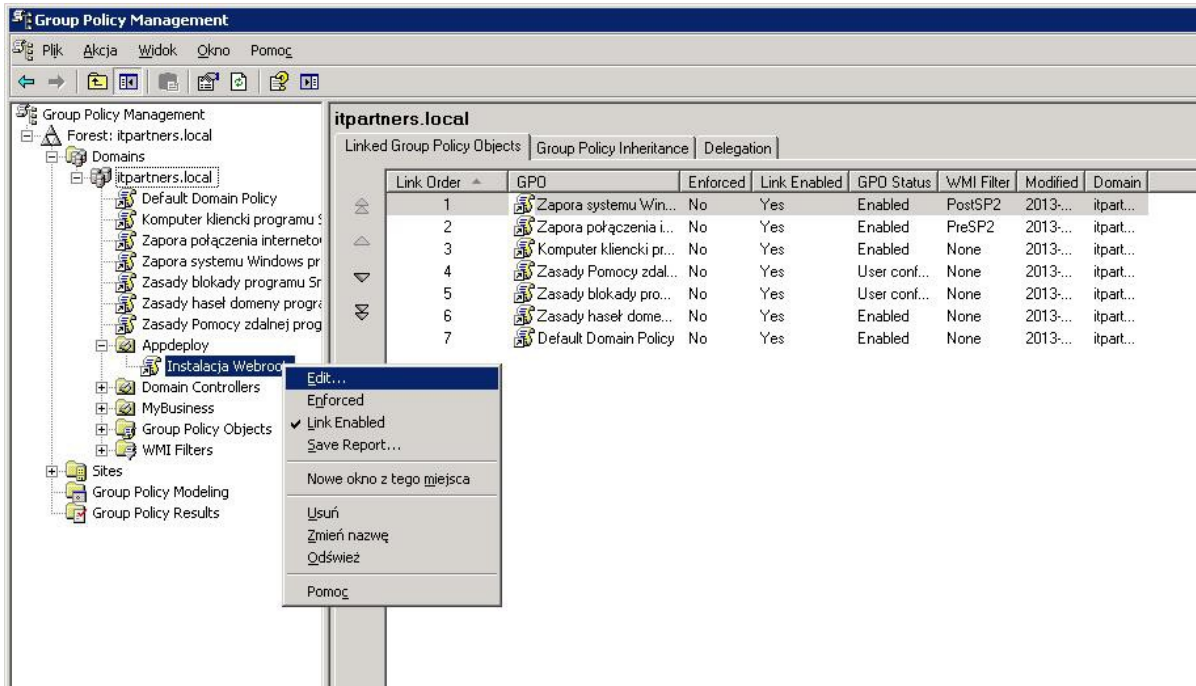 Group Policy Management
Plik Akcja Widok Okno Pomoc
Group Policy Management
Forest: itpartners.local
Domains
itpartners.local
Default Domain Policy
Komputer kliencki programu
Zapora połączenia interneto
Zapora systemu Windows pr
Zasady blokady programu Sr
Zasady haseł domeny progra
Zasady Pomocy zdalnej prog
Appdeploy
Instalacja Webroot
Domain Controllers
MyBusiness
Group Policy Objects
WMI Filters
Sites
Group Policy Modeling
Group Policy Results
Edit...
Enforced
Link Enabled
Save Report...
Nowe okno z tego miejsca
Usuń
Zmień nazwę
Odśwież
Pomoc
itpartners.local
Linked Group Policy Objects Group Policy Inheritance Delegation
Link Order GPO Enforced Link Enabled GPO Status WMI Filter Modified Domain
1 Zapora systemu Win... No Yes Enabled PostSP2 2013-... itpart...
2 Zapora połączenia i... No Yes Enabled PreSP2 2013-... itpart...
3 Komputer kliencki pr... No Yes Enabled None 2013-... itpart...
4 Zasady Pomocy zdal... No Yes User conf... None 2013-... itpart...
5 Zasady blokady pro... No Yes User conf... None 2013-... itpart...
6 Zasady haseł dome... No Yes Enabled None 2013-... itpart...
7 Default Domain Policy No Yes Enabled None 2013-... itpart...